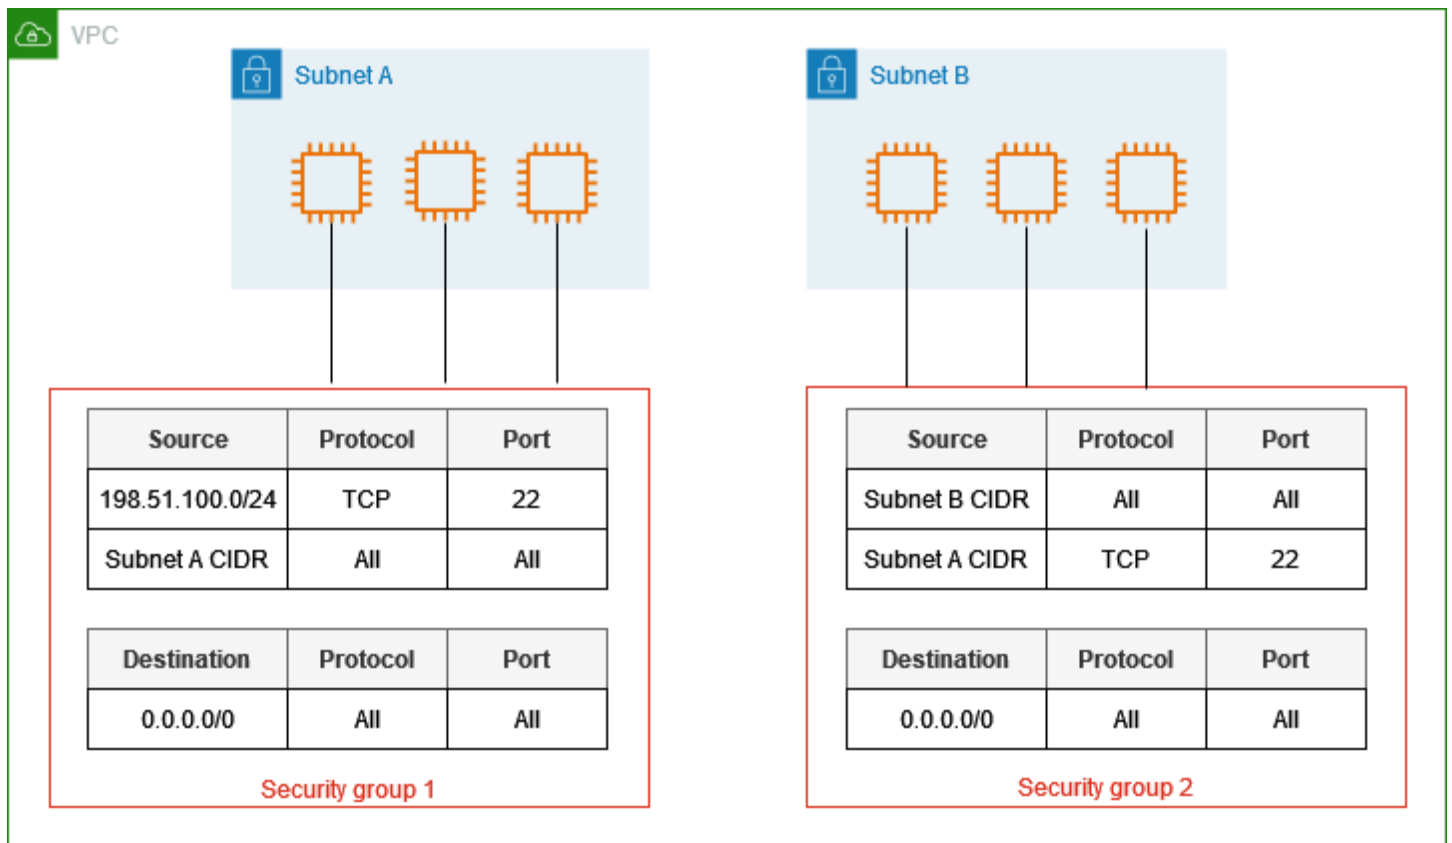 VPC
Subnet A
Subnet B
Source Protocol Port
198.51.100.0/24 TCP 22
Subnet A CIDR All All
Destination Protocol Port
0.0.0.0/0 All All
Security group 1
Source Protocol Port
Subnet B CIDR All All
Subnet A CIDR TCP 22
Destination Protocol Port
0.0.0.0/0 All All
Security group 2